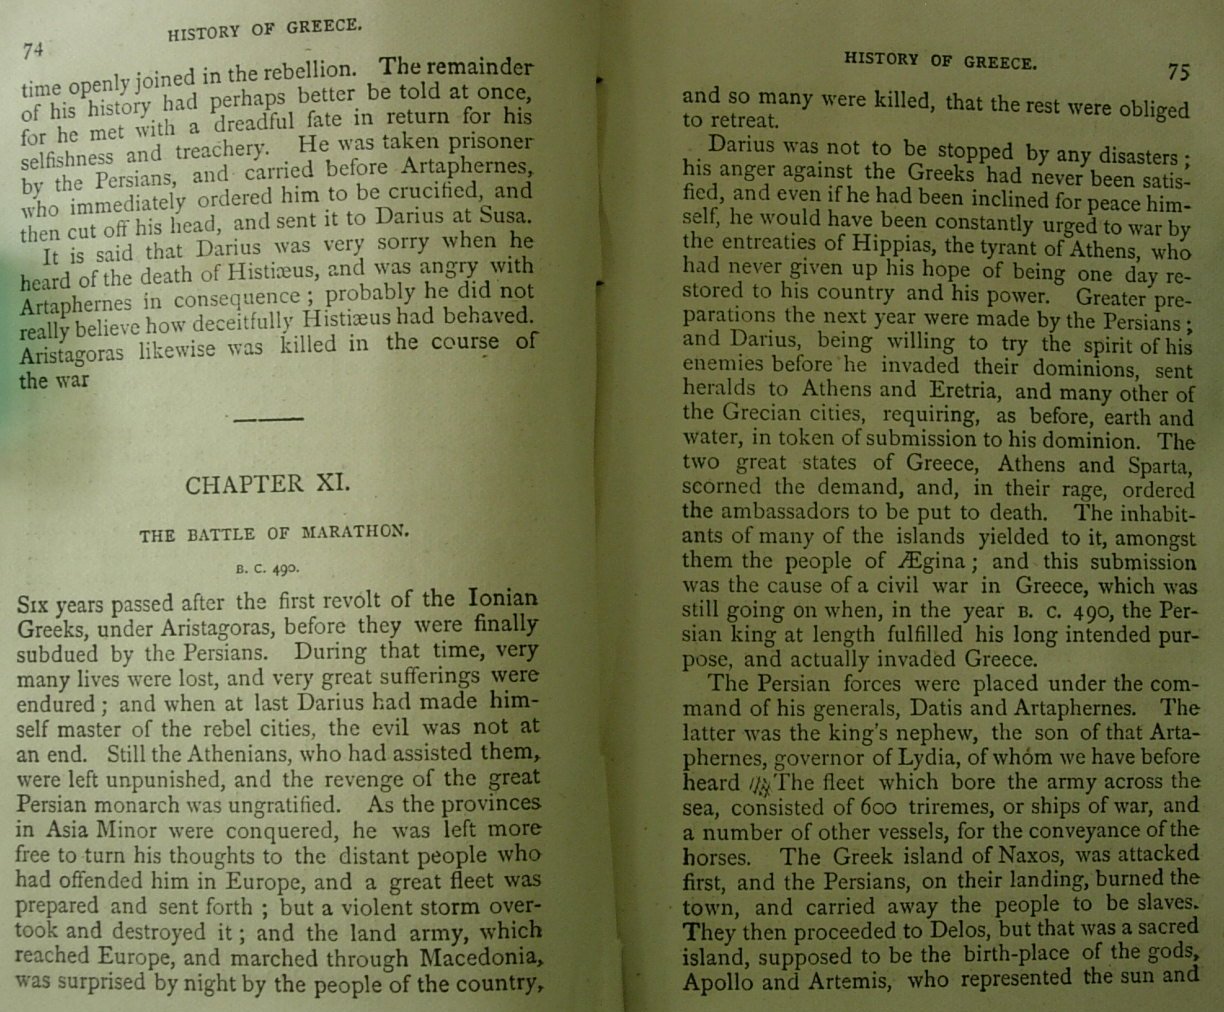 74
HISTORY OF GREECE.
time openly joined in the rebellion. The remainder
of his history had perhaps better be told at once,
for he met with a dreadful fate in return for his
selfishness and treachery. He was taken prisoner
by the Persians, and carried before Artaphernes,
who immediately ordered him to be crucified, and
then cut off his head, and sent it to Darius at Susa.
It is said that Darius was very sorry when he
heard of the death of Histiæus, and was angry with
Artaphernes in consequence ; probably he did not
really believe how deceitfully Histiæus had behaved.
Aristagoras likewise was killed in the course of
the war
CHAPTER XI.
THE BATTLE OF MARATHON.
B. C. 490.
SIX years passed after the first revolt of the Ionian
Greeks, under Aristagoras, before they were finally
subdued by the Persians. During that time, very
many lives were lost, and very great sufferings were
endured ; and when at last Darius had made him-
self master of the rebel cities, the evil was not at
an end. Still the Athenians, who had assisted them,
were left unpunished, and the revenge of the great
Persian monarch was ungratified. As the provinces
in Asia Minor were conquered, he was left more
free to turn his thoughts to the distant people who
had offended him in Europe, and a great fleet was
prepared and sent forth ; but a violent storm over-
took and destroyed it ; and the land army, which
reached Europe, and marched through Macedonia,
was surprised by night by the people of the country,
HISTORY OF GREECE.
75
and so many were killed, that the rest were obliged
to retreat.
Darius was not to be stopped by any disasters ;
his anger against the Greeks had never been satis-
fied, and even if he had been inclined for peace him-
self, he would have been constantly urged to war by
the entreaties of Hippias, the tyrant of Athens, who
had never given up his hope of being one day re-
stored to his country and his power. Greater pre-
parations the next year were made by the Persians ;
and Darius, being willing to try the spirit of his
enemies before he invaded their dominions, sent
heralds to Athens and Eretria, and many other of
the Grecian cities, requiring, as before, earth and
water, in token of submission to his dominion. The
two great states of Greece, Athens and Sparta,
scorned the demand, and, in their rage, ordered
the ambassadors to be put to death. The inhabit-
ants of many of the islands yielded to it, amongst
them the people of Ægina ; and this submission
was the cause of a civil war in Greece, which was
still going on when, in the year B. C. 490, the Per-
sian king at length fulfilled his long intended pur-
pose, and actually invaded Greece.
The Persian forces were placed under the com-
mand of his generals, Datis and Artaphernes. The
latter was the king's nephew, the son of that Arta-
phernes, governor of Lydia, of whom we have before
heard The fleet which bore the army across the
sea, consisted of 600 triremes, or ships of war, and
a number of other vessels, for the conveyance of the
horses. The Greek island of Naxos, was attacked
first, and the Persians, on their landing, burned the
town, and carried away the people to be slaves.
They then proceeded to Delos, but that was a sacred
island, supposed to be the birth-place of the gods,
Apollo and Artemis, who represented the sun and